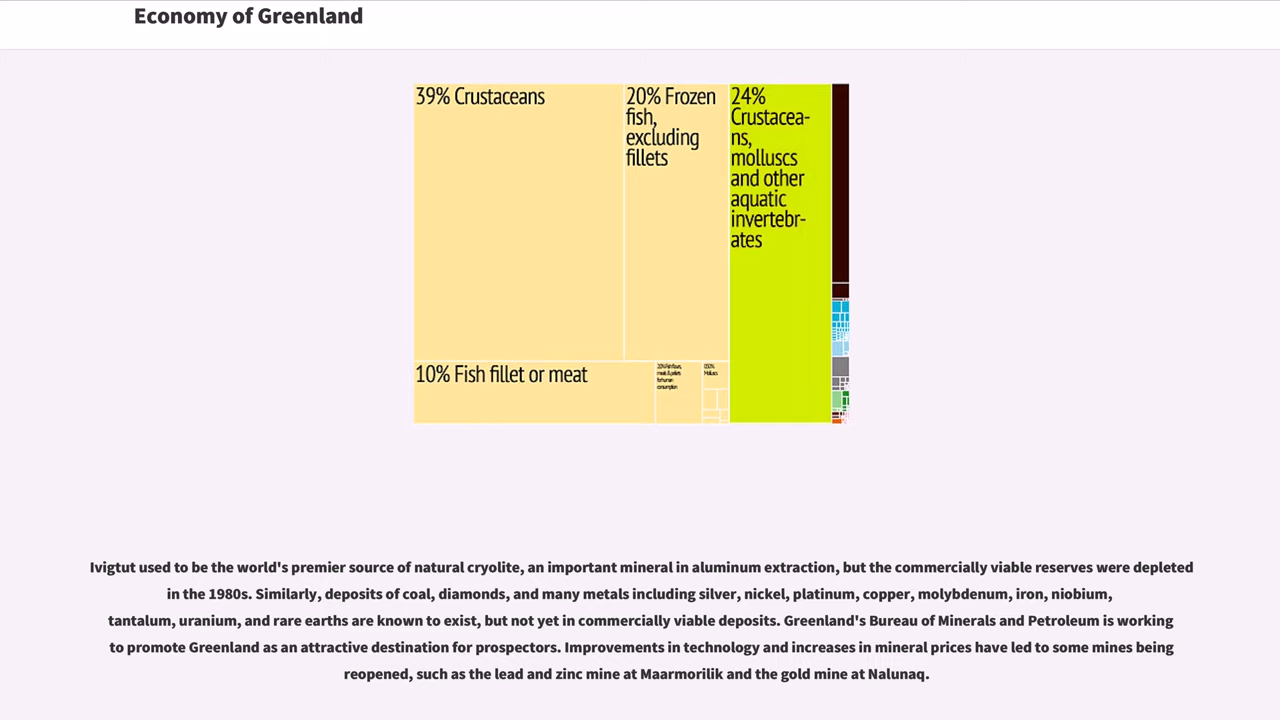 Economy of Greenland
39% Crustaceans
20% Frozen
fish,
excluding
fillets
24%
Crustacea-
ns,
molluscs
and other
aquatic
invertebr-
ates
10% Fish fillet or meat
Ivigtut used to be the world's premier source of natural cryolite, an important mineral in aluminum extraction, but the commercially viable reserves were depleted
in the 1980s. Similarly, deposits of coal, diamonds, and many metals including silver, nickel, platinum, copper, molybdenum, iron, niobium,
tantalum, uranium, and rare earths are known to exist, but not yet in commercially viable deposits. Greenland's Bureau of Minerals and Petroleum is working
to promote Greenland as an attractive destination for prospectors. Improvements in technology and increases in mineral prices have led to some mines being
reopened, such as the lead and zinc mine at Maarmorilik and the gold mine at Nalunaq.